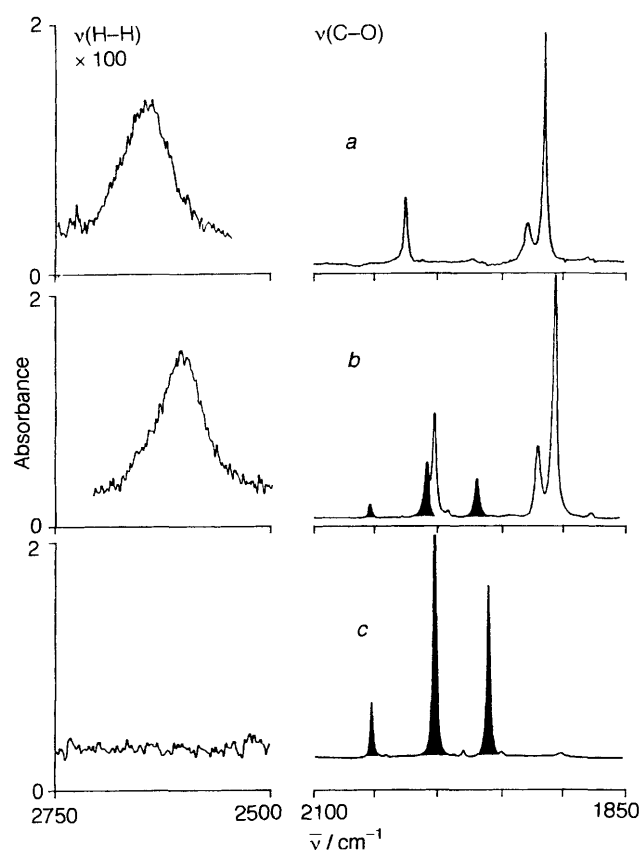 2
ν(H–H)
× 100
ν(C–O)
a
0
2
b
0
2
c
0
2750
2500
2100
1850
Absorbance
ν̅ / cm⁻¹